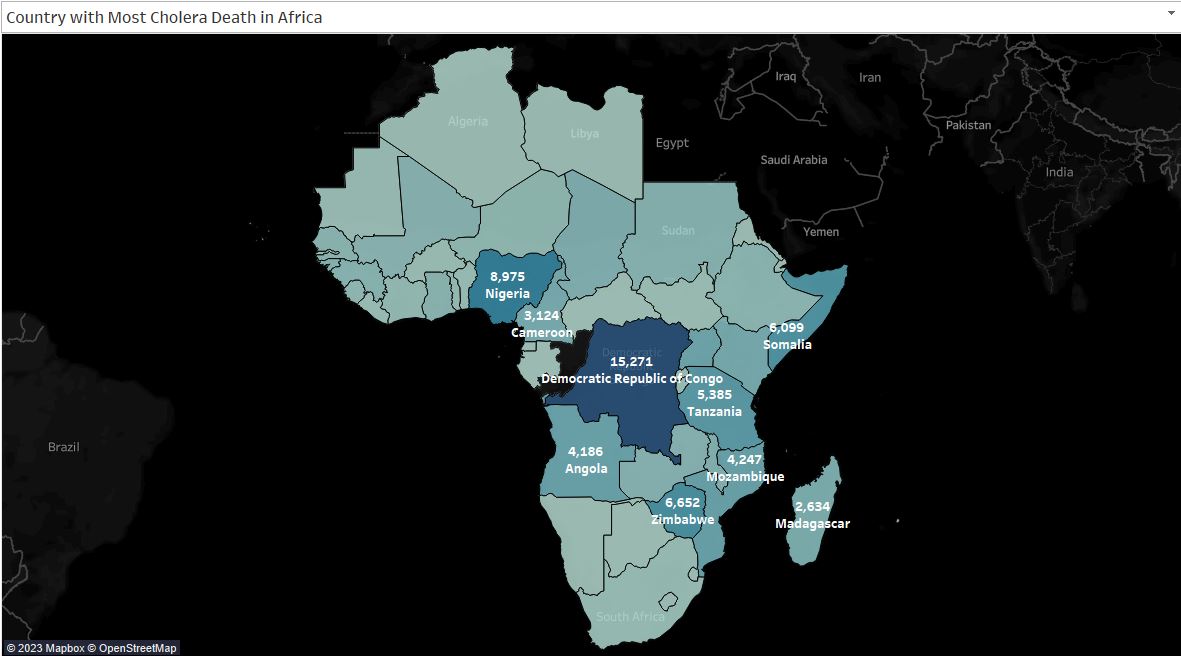 Country with Most Cholera Death in Africa
Iraq
Iran
Algeria
Libya
Egypt
Pakistan
Saudi Arabia
India
Sudan
Yemen
8,975
Nigeria
3,124
Cameroon
6,099
Somalia
Democratic
15,271
Democratic Republic of Congo
5,385
Tanzania
Brazil
4,186
Angola
4,247
Mozambique
6,652
Zimbabwe
2,634
Madagascar
South Africa
© 2023 Mapbox © OpenStreetMap